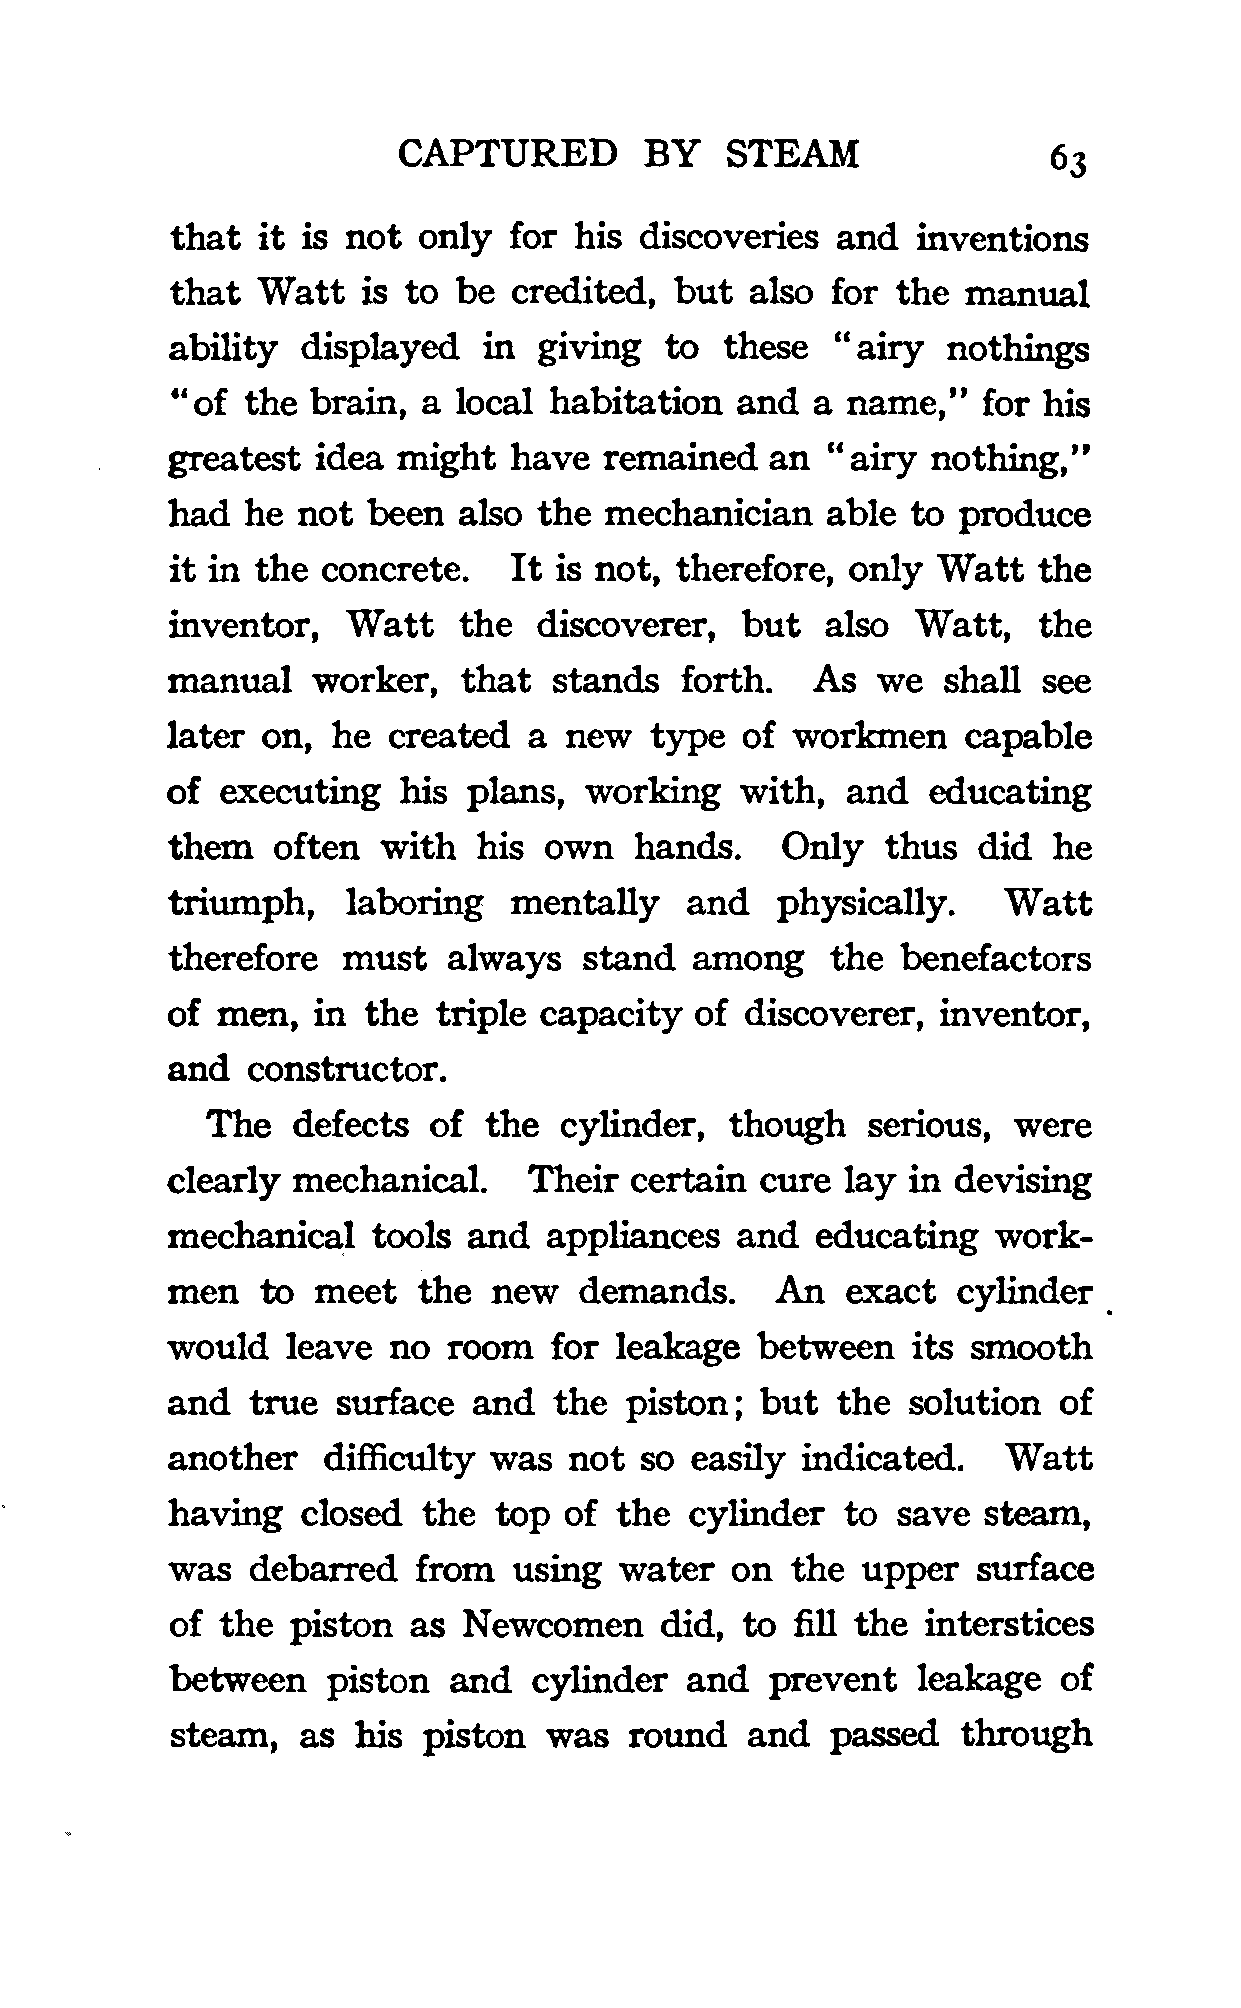 CAPTURED BY STEAM 63
that it is not only for his discoveries and inventions
that Watt is to be credited, but also for the manual
ability displayed in giving to these "airy nothings
"of the brain, a local habitation and a name," for his
greatest idea might have remained an "airy nothing,"
had he not been also the mechanician able to produce
it in the concrete. It is not, therefore, only Watt the
inventor, Watt the discoverer, but also Watt, the
manual worker, that stands forth. As we shall see
later on, he created a new type of workmen capable
of executing his plans, working with, and educating
them often with his own hands. Only thus did he
triumph, laboring mentally and physically. Watt
therefore must always stand among the benefactors
of men, in the triple capacity of discoverer, inventor,
and constructor.
The defects of the cylinder, though serious, were
clearly mechanical. Their certain cure lay in devising
mechanical tools and appliances and educating work-
men to meet the new demands. An exact cylinder
would leave no room for leakage between its smooth
and true surface and the piston; but the solution of
another difficulty was not so easily indicated. Watt
having closed the top of the cylinder to save steam,
was debarred from using water on the upper surface
of the piston as Newcomen did, to fill the interstices
between piston and cylinder and prevent leakage of
steam, as his piston was round and passed through